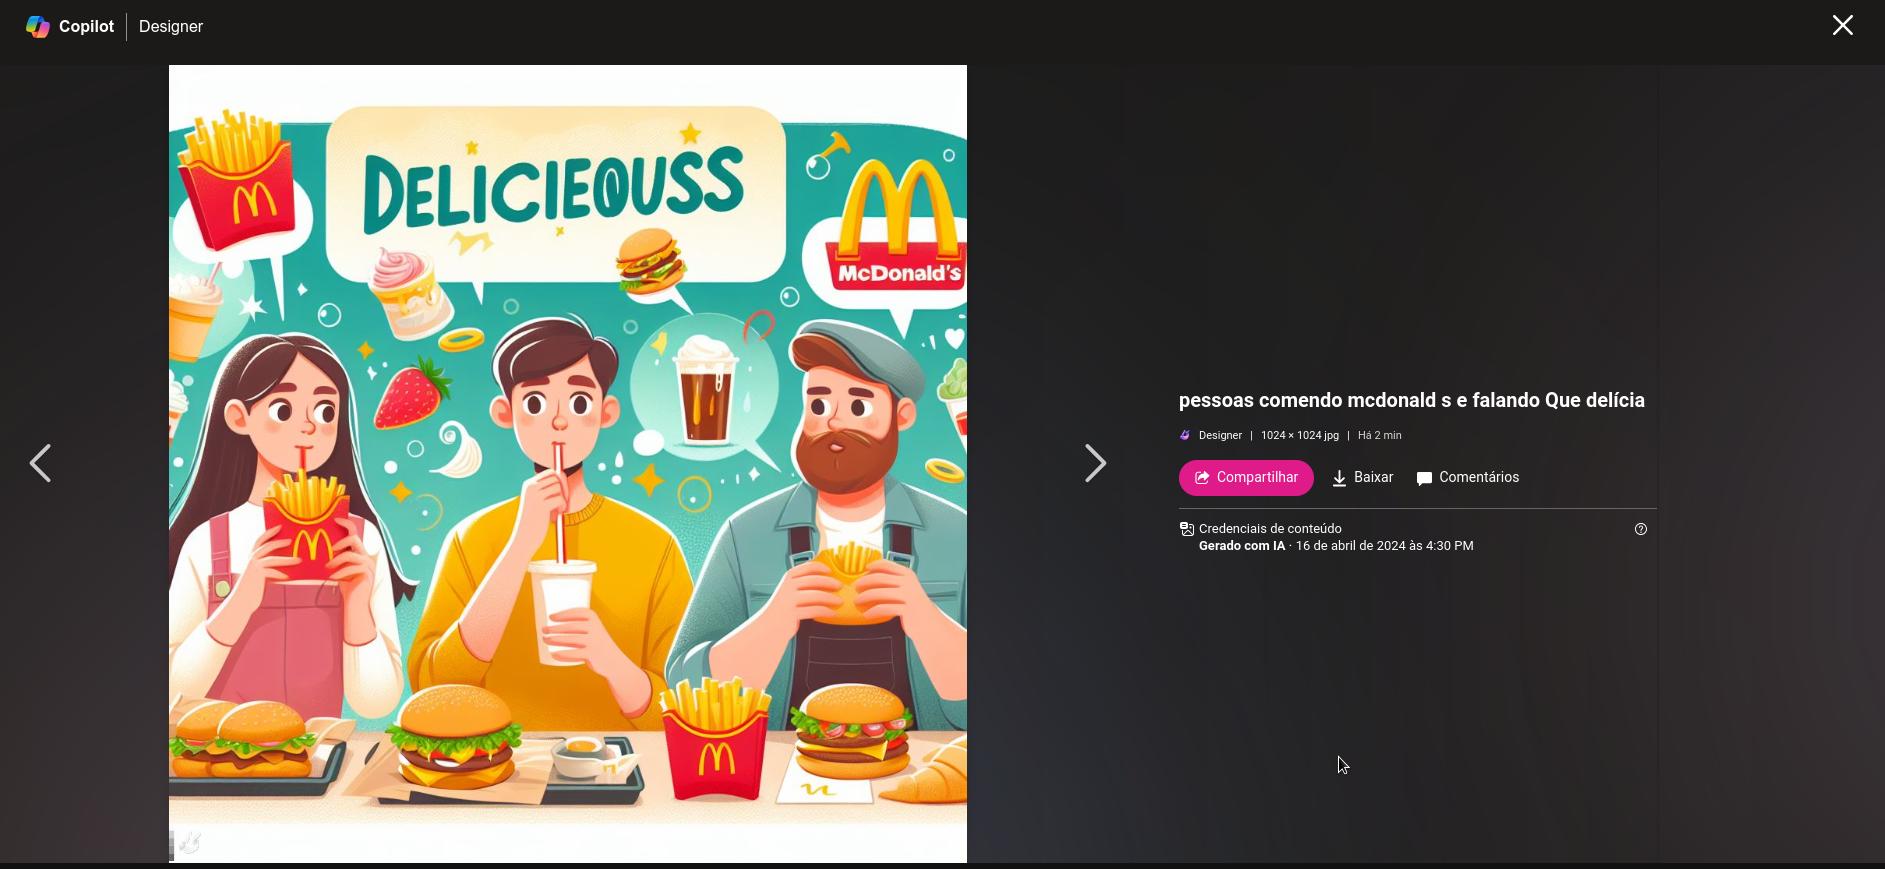 Copilot | Designer
DELICIEOUSS
McDonald's
pessoas comendo mcdonald s e falando Que delícia
Designer | 1024 × 1024 jpg | Há 2 min
Compartilhar Baixar Comentários
Credenciais de conteúdo
Gerado com IA · 16 de abril de 2024 às 4:30 PM